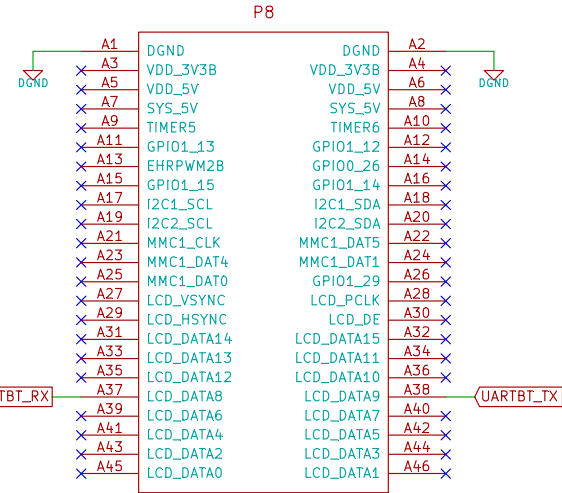 P8
A1 DGND DGND A2
A3 VDD_3V3B VDD_3V3B A4
DGND DGND
A5 VDD_5V VDD_5V A6
A7 SYS_5V SYS_5V A8
A9 TIMER5 TIMER6 A10
A11 GPIO1_13 GPIO1_12 A12
A13 EHRPWM2B GPIO0_26 A14
A15 GPIO1_15 GPIO1_14 A16
A17 I2C1_SCL I2C1_SDA A18
A19 I2C2_SCL I2C2_SDA A20
A21 MMC1_CLK MMC1_DAT5 A22
A23 MMC1_DAT4 MMC1_DAT1 A24
A25 MMC1_DAT0 GPIO1_29 A26
A27 LCD_VSYNC LCD_PCLK A28
A29 LCD_HSYNC LCD_DE A30
A31 LCD_DATA14 LCD_DATA15 A32
A33 LCD_DATA13 LCD_DATA11 A34
A35 LCD_DATA12 LCD_DATA10 A36
TBT_RX A37 LCD_DATA8 LCD_DATA9 A38 UARTBT_TX
A39 LCD_DATA6 LCD_DATA7 A40
A41 LCD_DATA4 LCD_DATA5 A42
A43 LCD_DATA2 LCD_DATA3 A44
A45 LCD_DATA0 LCD_DATA1 A46